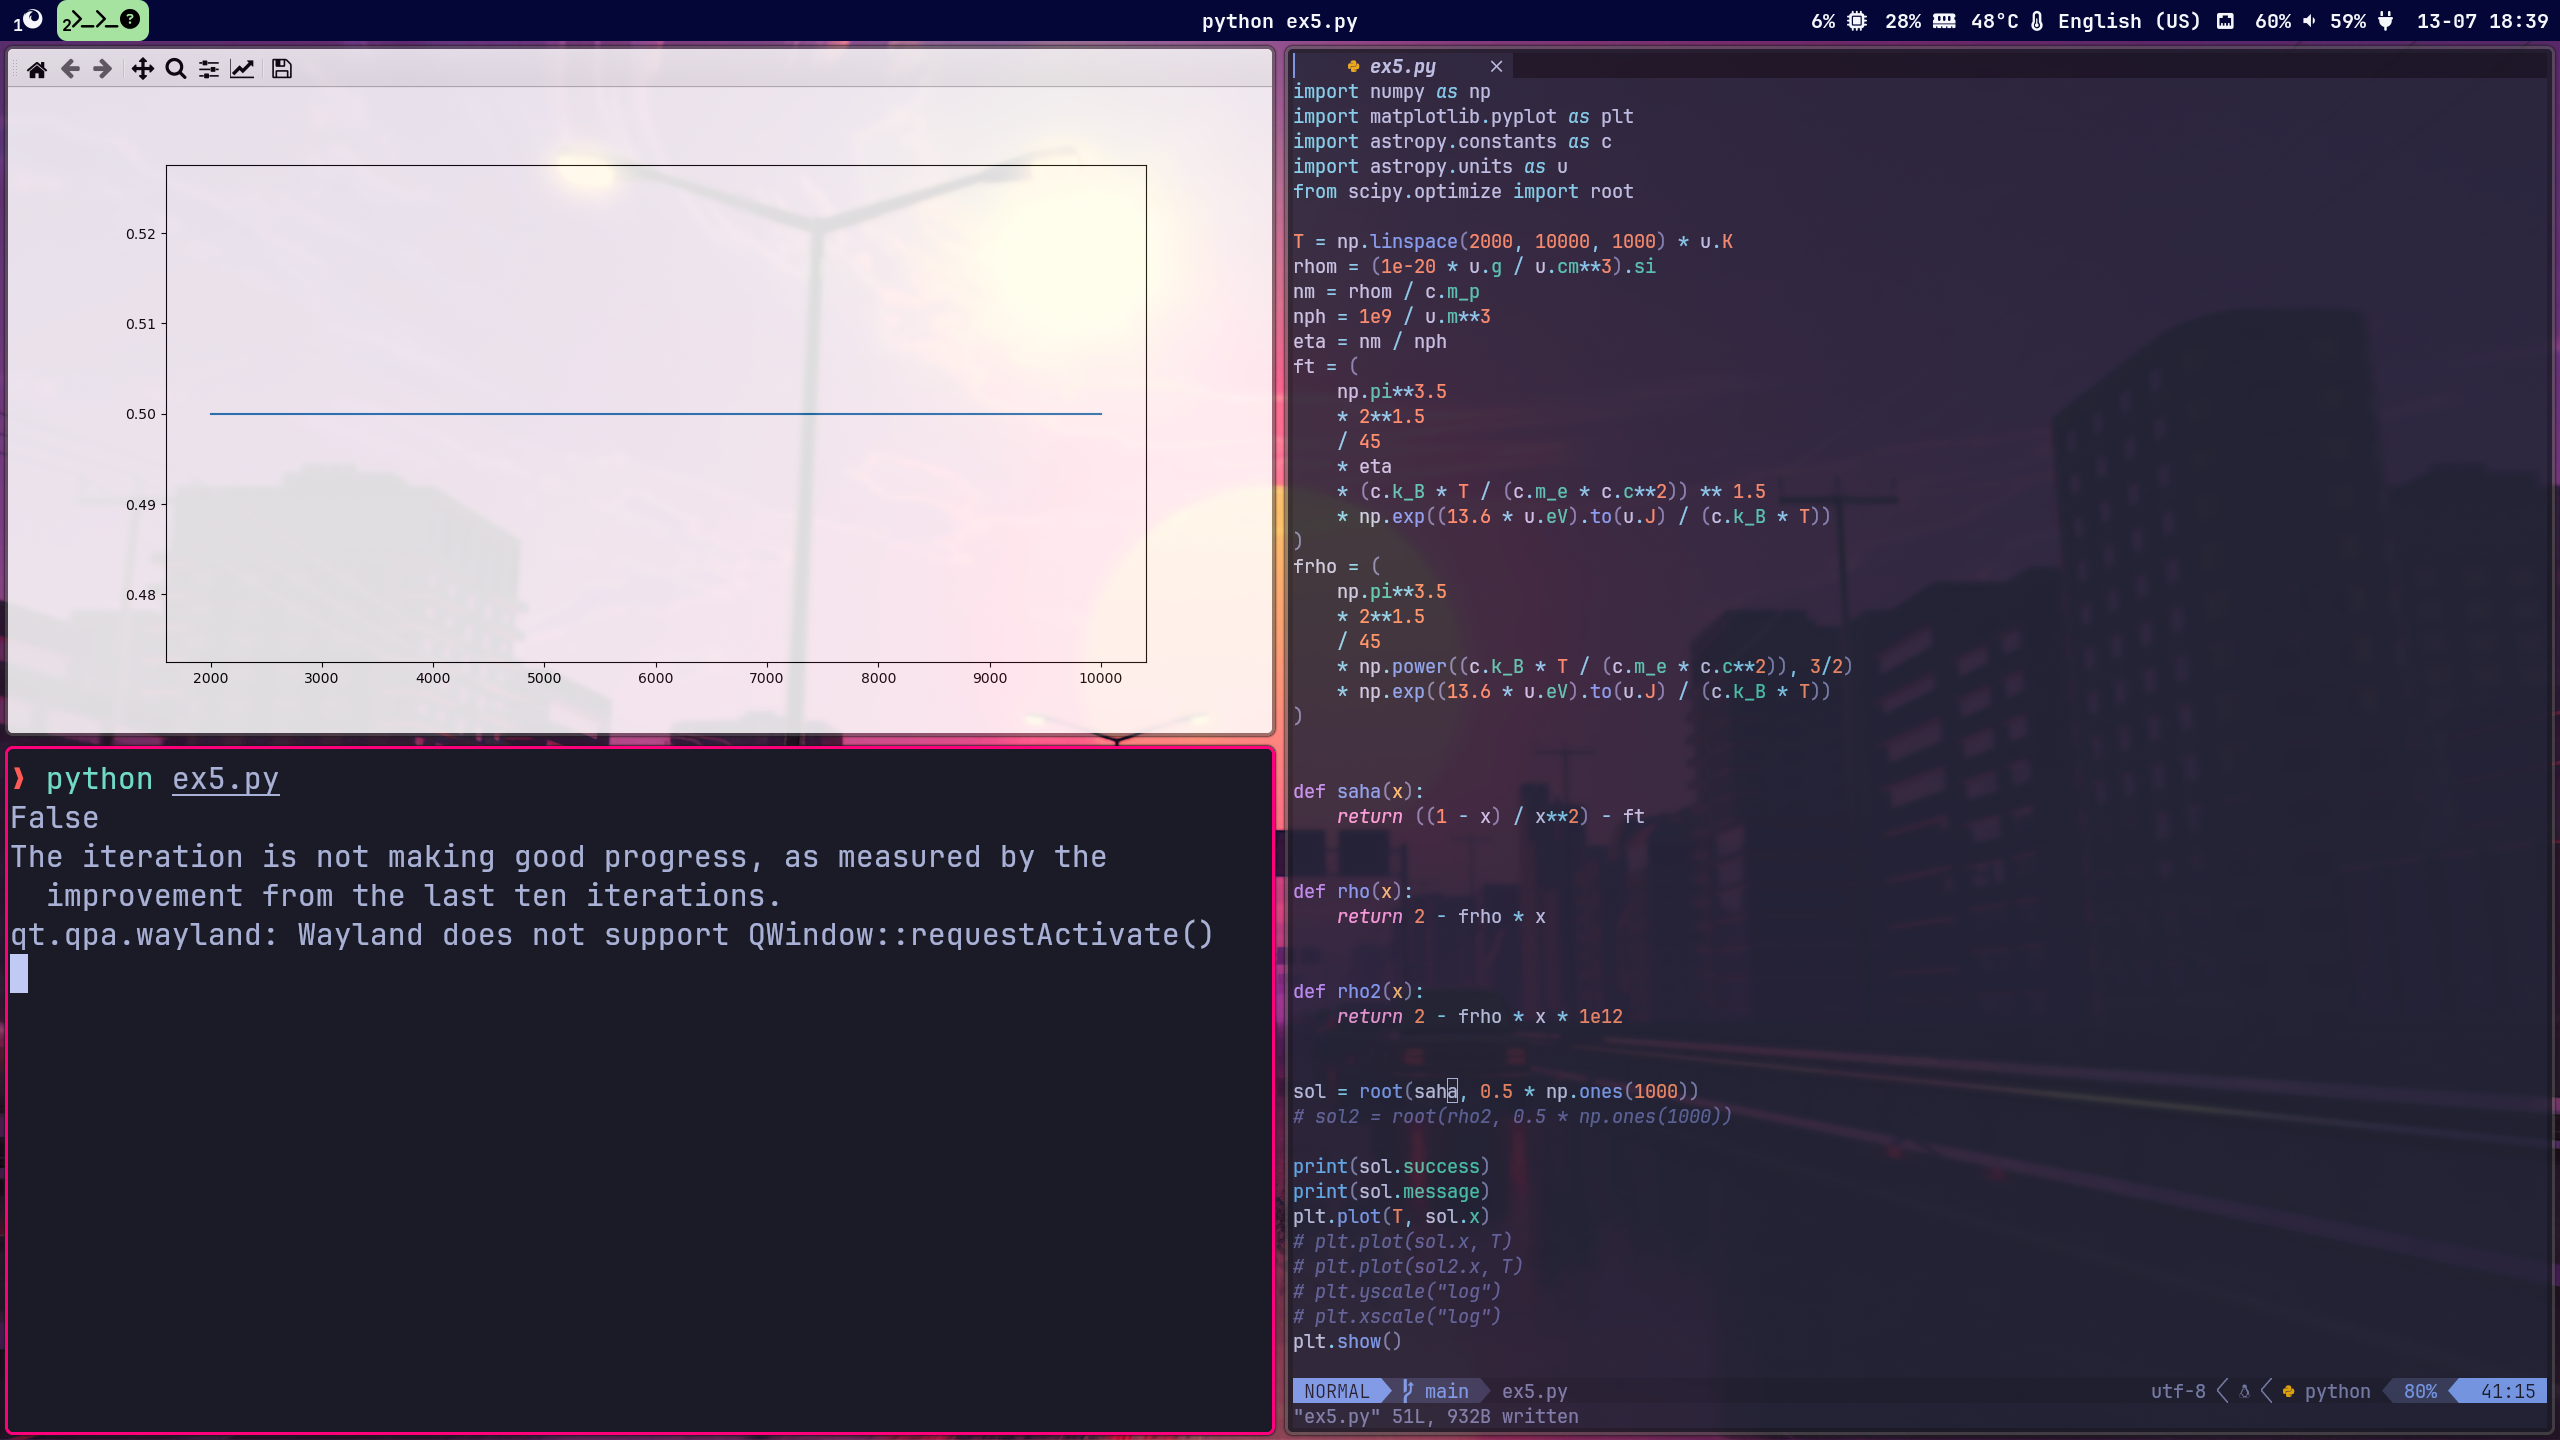 1 2 python ex5.py 6% 28% 48°C English (US) 60% 59% 13-07 18:39
0.52
0.51
0.50
0.49
0.48
2000 3000 4000 5000 6000 7000 8000 9000 10000
❱ python ex5.py
False
The iteration is not making good progress, as measured by the
  improvement from the last ten iterations.
qt.qpa.wayland: Wayland does not support QWindow::requestActivate()
ex5.py ×
import numpy as np
import matplotlib.pyplot as plt
import astropy.constants as c
import astropy.units as u
from scipy.optimize import root

T = np.linspace(2000, 10000, 1000) * u.K
rhom = (1e-20 * u.g / u.cm**3).si
nm = rhom / c.m_p
nph = 1e9 / u.m**3
eta = nm / nph
ft = (
    np.pi**3.5
    * 2**1.5
    / 45
    * eta
    * (c.k_B * T / (c.m_e * c.c**2)) ** 1.5
    * np.exp((13.6 * u.eV).to(u.J) / (c.k_B * T))
)
frho = (
    np.pi**3.5
    * 2**1.5
    / 45
    * np.power((c.k_B * T / (c.m_e * c.c**2)), 3/2)
    * np.exp((13.6 * u.eV).to(u.J) / (c.k_B * T))
)

def saha(x):
    return ((1 - x) / x**2) - ft

def rho(x):
    return 2 - frho * x

def rho2(x):
    return 2 - frho * x * 1e12

sol = root(saha, 0.5 * np.ones(1000))
# sol2 = root(rho2, 0.5 * np.ones(1000))

print(sol.success)
print(sol.message)
plt.plot(T, sol.x)
# plt.plot(sol.x, T)
# plt.plot(sol2.x, T)
# plt.yscale("log")
# plt.xscale("log")
plt.show()
NORMAL main ex5.py utf-8 python 80% 41:15
"ex5.py" 51L, 932B written